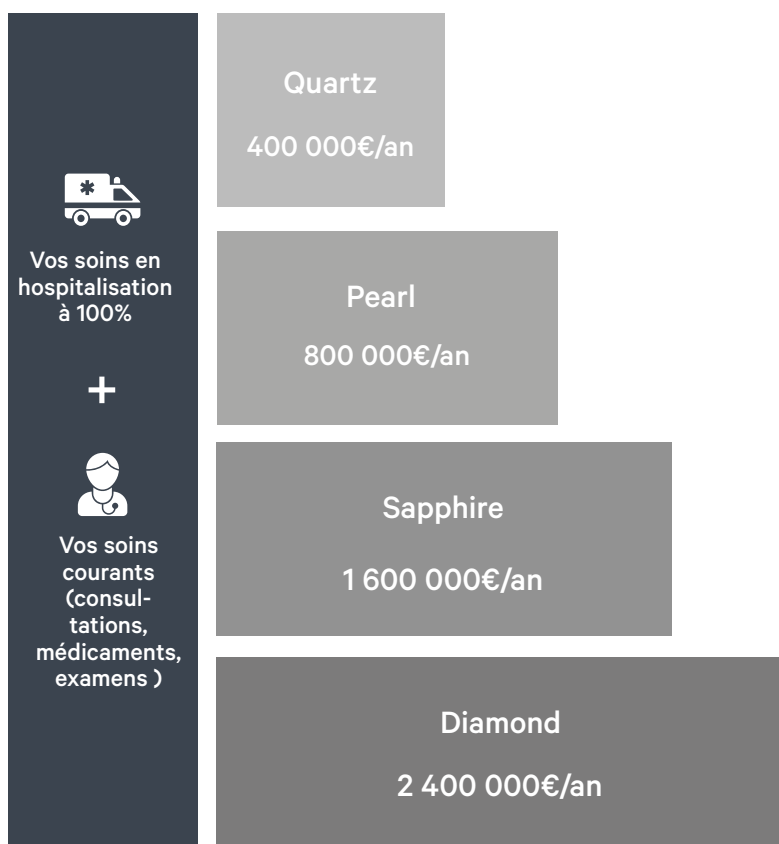 Vos soins en
hospitalisation
à 100%
+
Vos soins
courants
(consul-
tations,
médicaments,
examens )
Quartz
400 000€/an
Pearl
800 000€/an
Sapphire
1 600 000€/an
Diamond
2 400 000€/an